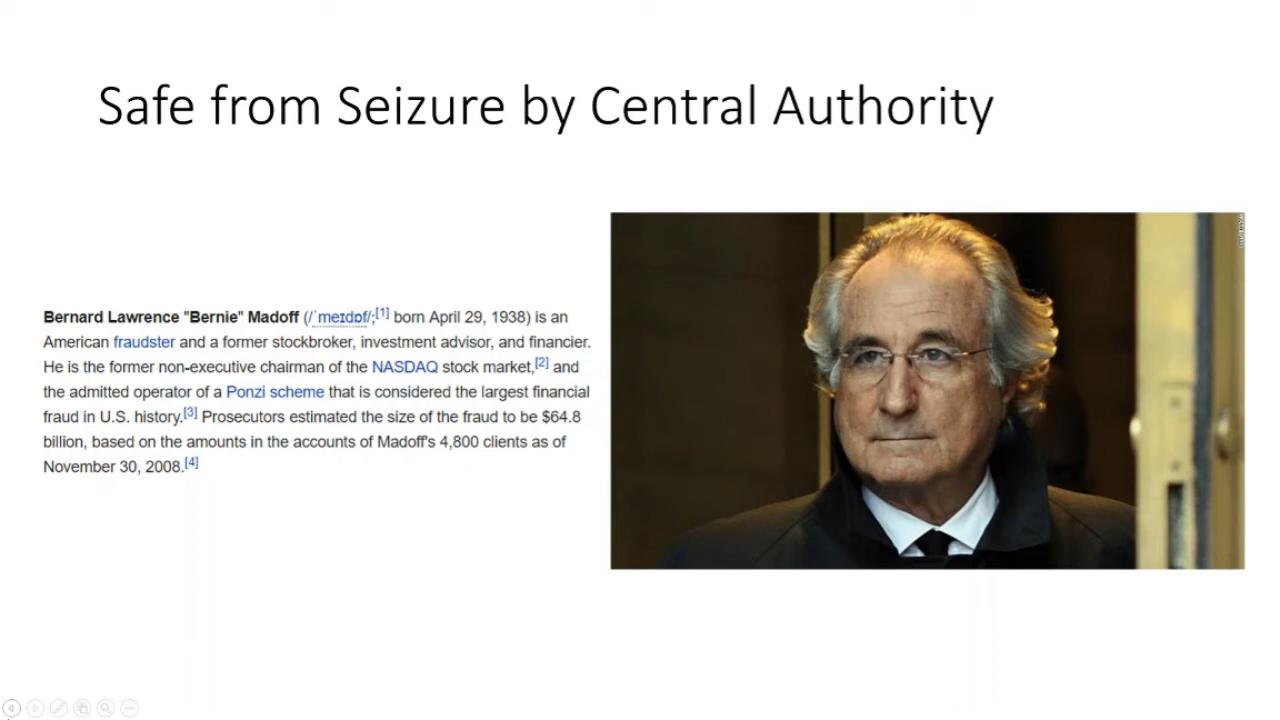 Safe from Seizure by Central Authority
Bernard Lawrence "Bernie" Madoff (/ˈmeɪdɒf/;[1] born April 29, 1938) is an
American fraudster and a former stockbroker, investment advisor, and financier.
He is the former non-executive chairman of the NASDAQ stock market,[2] and
the admitted operator of a Ponzi scheme that is considered the largest financial
fraud in U.S. history.[3] Prosecutors estimated the size of the fraud to be $64.8
billion, based on the amounts in the accounts of Madoff's 4,800 clients as of
November 30, 2008.[4]